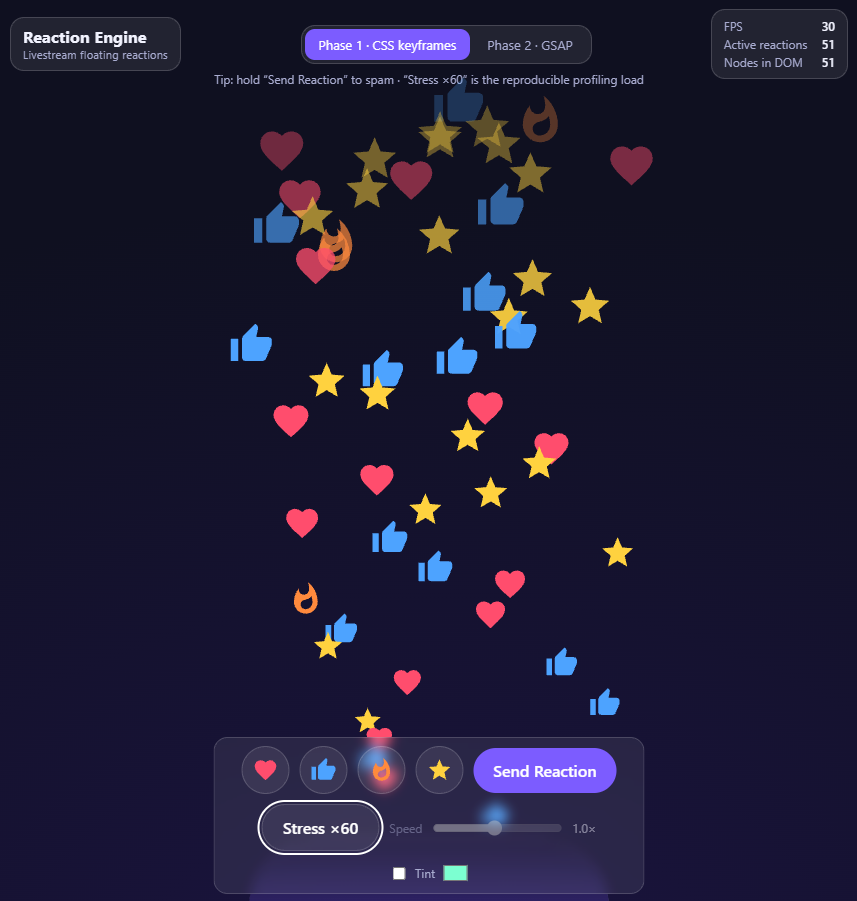 Reaction Engine
Livestream floating reactions
Phase 1 · CSS keyframes
Phase 2 · GSAP
FPS 30
Active reactions 51
Nodes in DOM 51
Tip: hold “Send Reaction” to spam · “Stress ×60” is the reproducible profiling load
Send Reaction
Stress ×60
Speed
1.0×
Tint